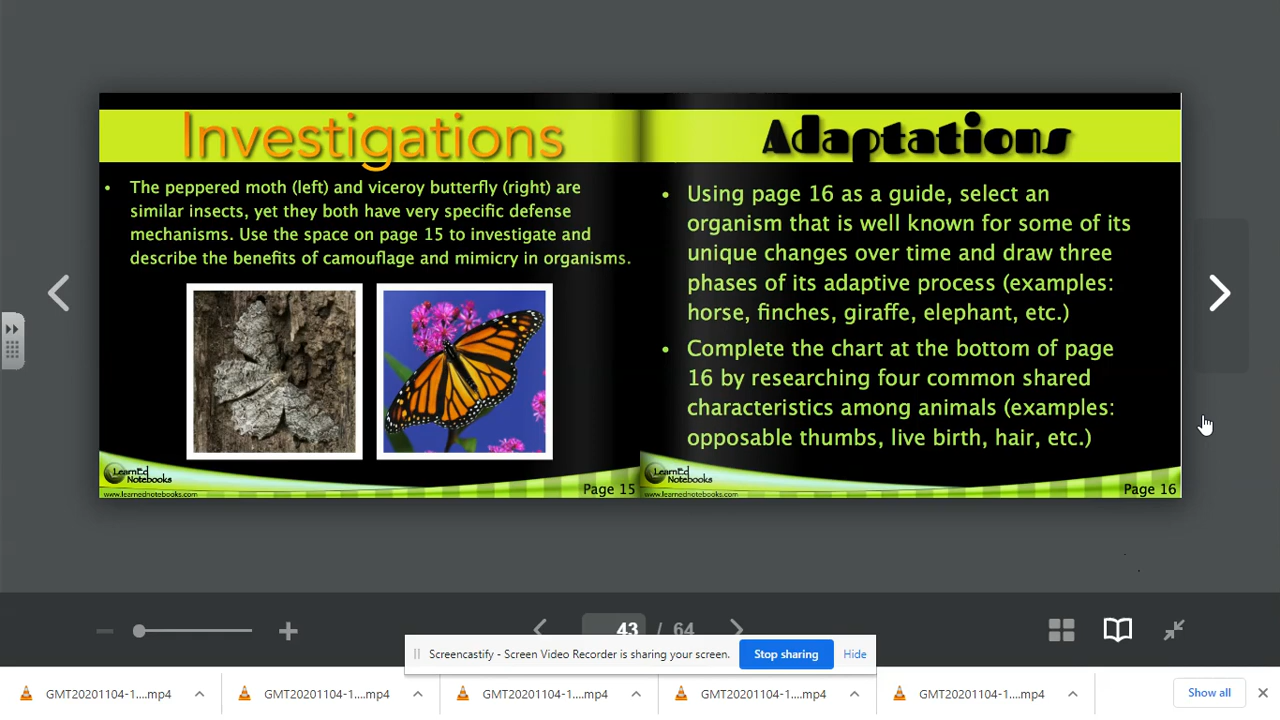 Investigations
• The peppered moth (left) and viceroy butterfly (right) are
similar insects, yet they both have very specific defense
mechanisms. Use the space on page 15 to investigate and
describe the benefits of camouflage and mimicry in organisms.
LearnEd
Notebooks
www.learnednotebooks.com
Page 15
Adaptations
• Using page 16 as a guide, select an
organism that is well known for some of its
unique changes over time and draw three
phases of its adaptive process (examples:
horse, finches, giraffe, elephant, etc.)
• Complete the chart at the bottom of page
16 by researching four common shared
characteristics among animals (examples:
opposable thumbs, live birth, hair, etc.)
LearnEd
Notebooks
www.learnednotebooks.com
Page 16
43 / 64
Screencastify - Screen Video Recorder is sharing your screen. Stop sharing Hide
GMT20201104-1....mp4 GMT20201104-1....mp4 GMT20201104-1....mp4 GMT20201104-1....mp4 GMT20201104-1....mp4 Show all